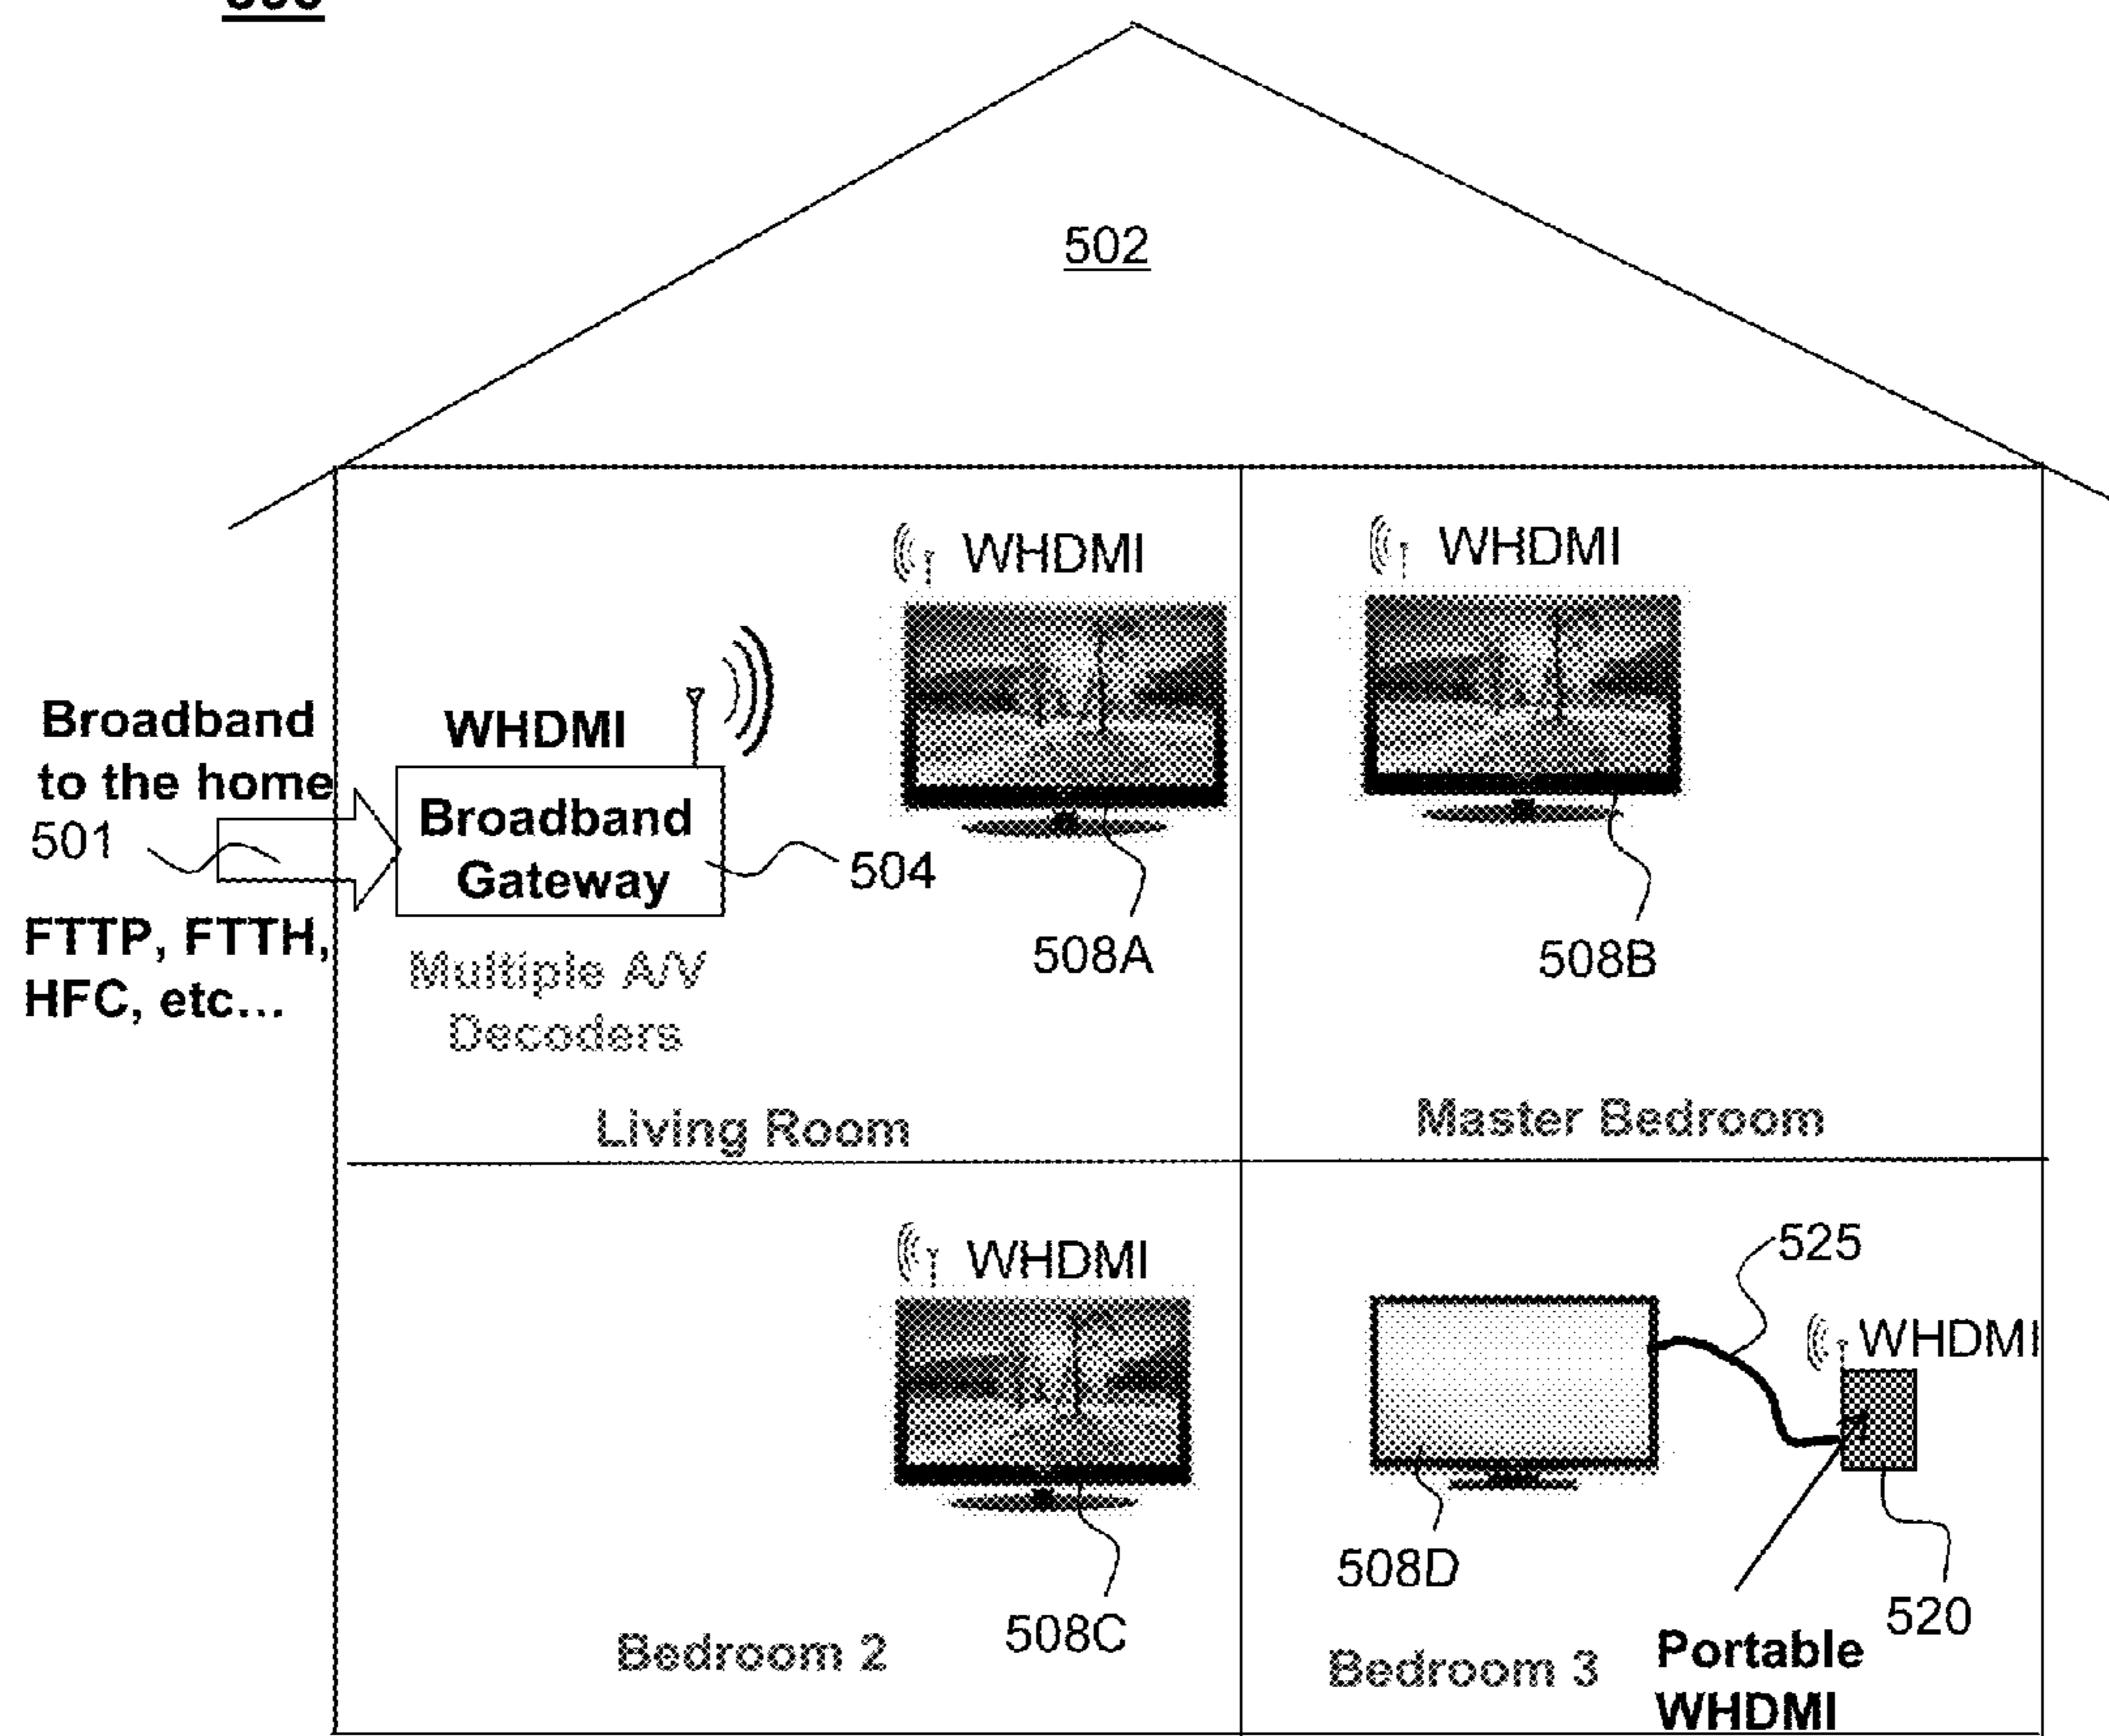 502
WHDMI
WHDMI
Broadband
to the home
501
FTTP, FTTH,
HFC, etc...
WHDMI
Broadband
Gateway
504
Multiple A/V
Decoders
508A
508B
Living Room
Master Bedroom
WHDMI
525
WHDMI
508C
508D
520
Bedroom 2
Bedroom 3
Portable
WHDMI